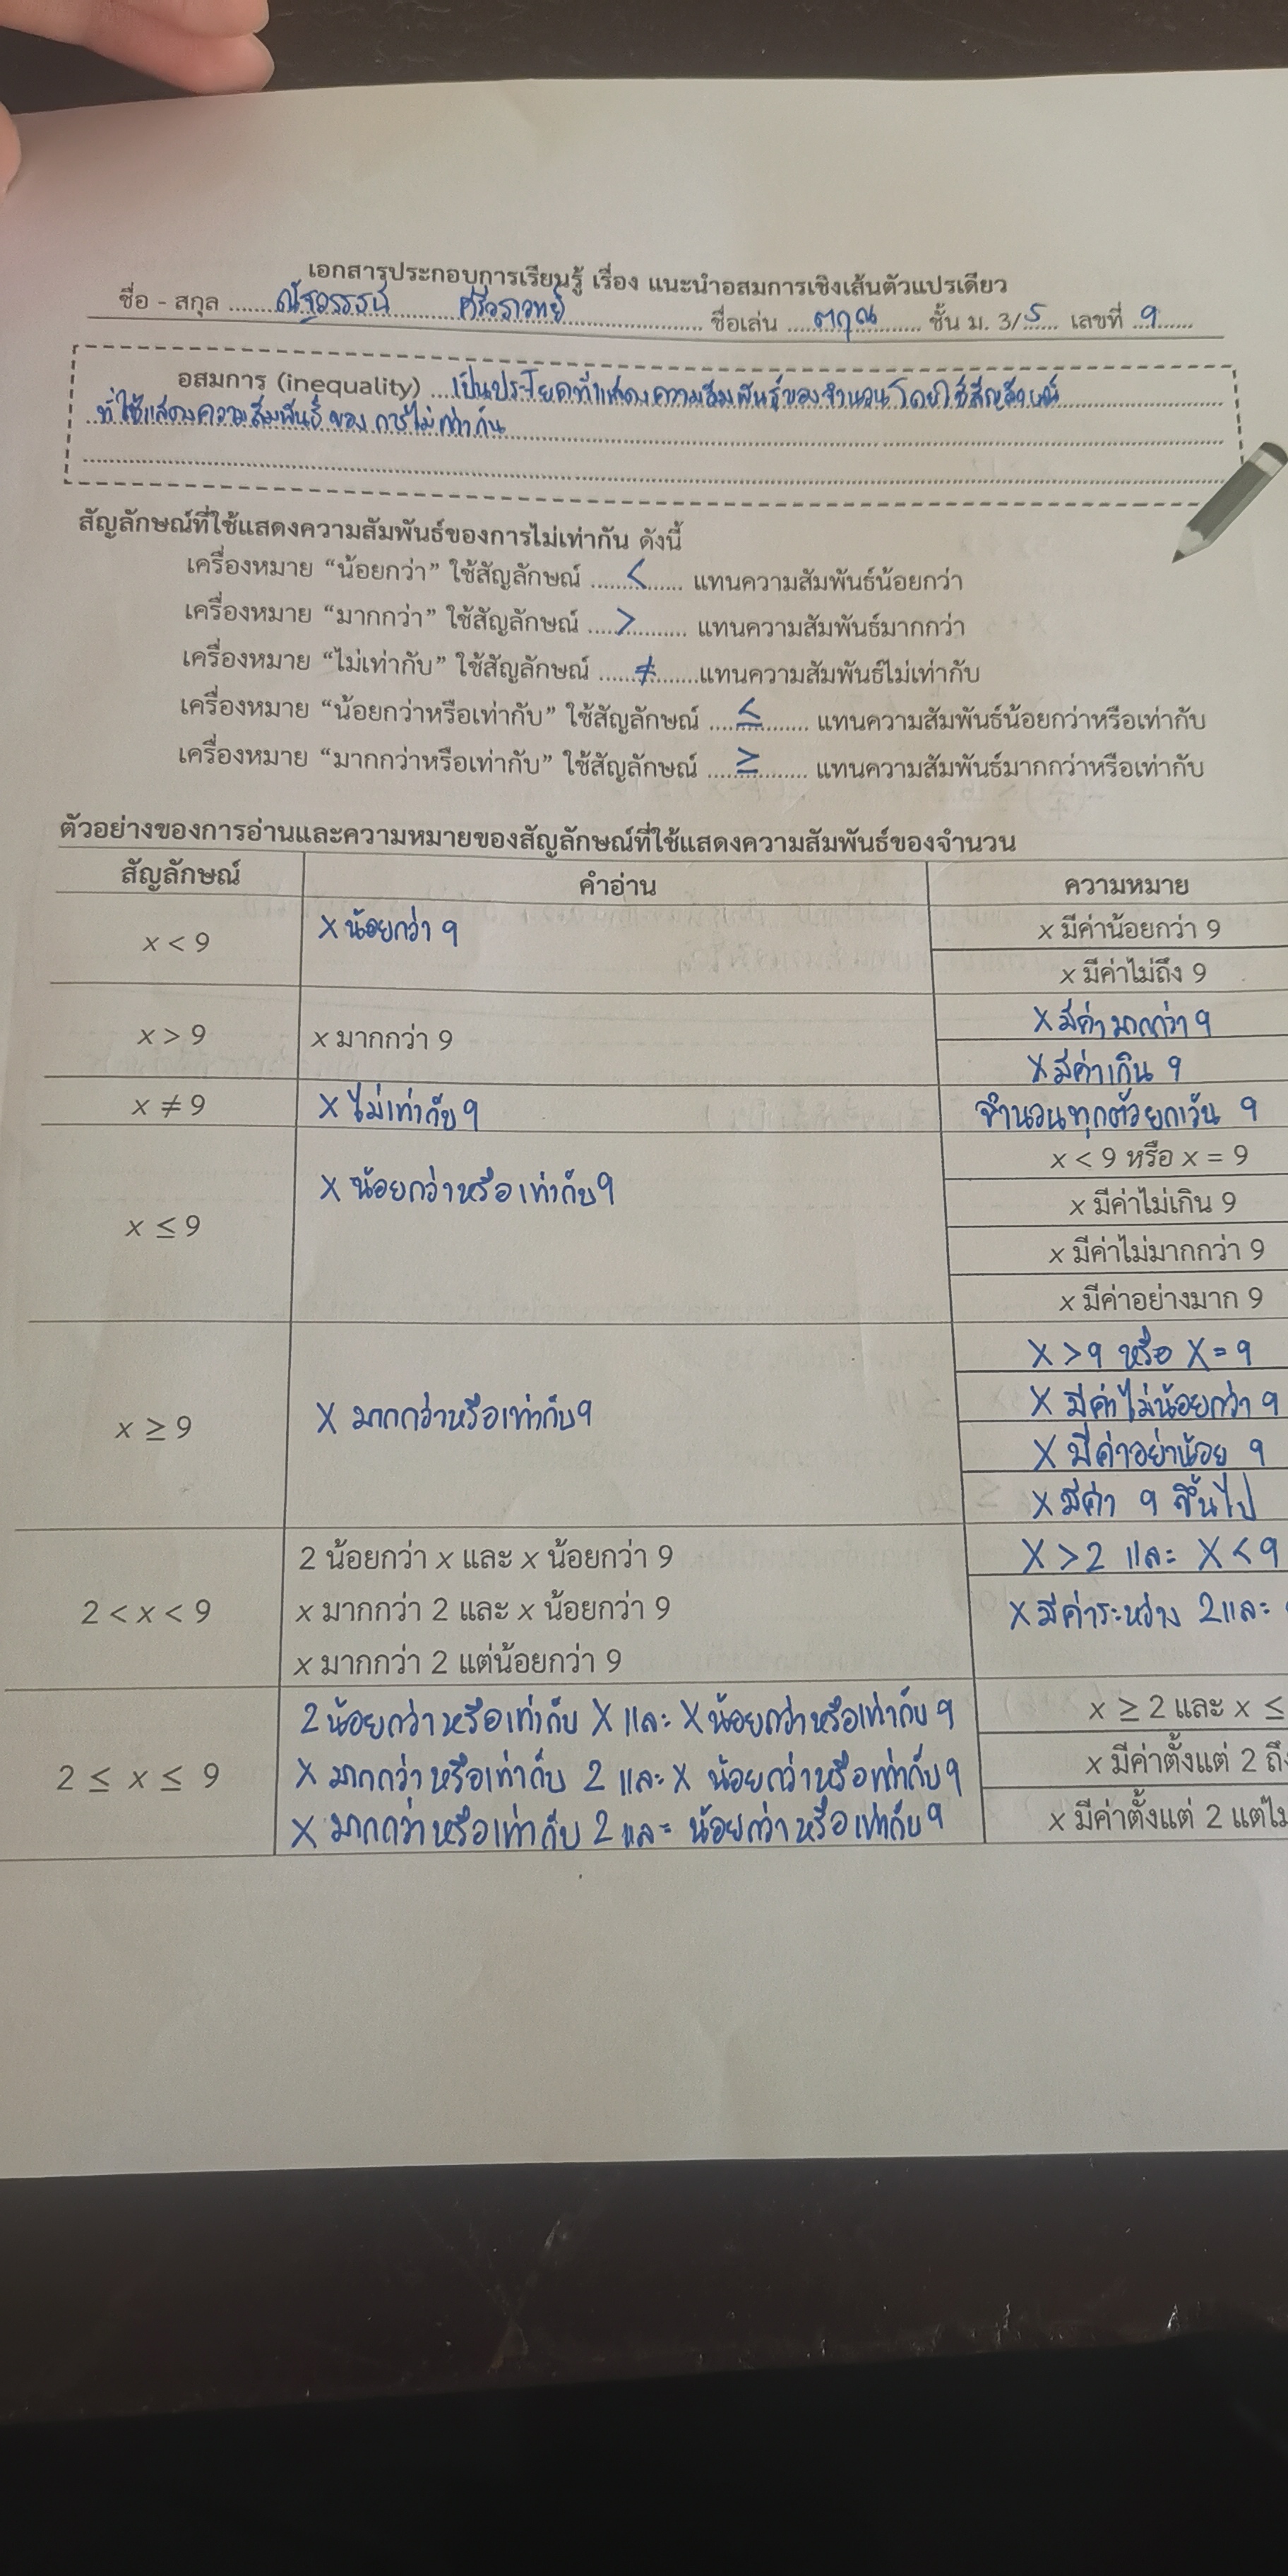 เอกสารประกอบการเรียนรู้ เรื่อง แนะนำอสมการเชิงเส้นตัวแปรเดียว
ชื่อ - สกุล ชื่อเล่น ตฤณ ชั้น ม. 3/5 เลขที่ 9
อสมการ (inequality) เป็นประโยคที่แสดงความสัมพันธ์ของจำนวนโดยใช้สัญลักษณ์
ที่ใช้แสดงความสัมพันธ์ของการไม่เท่ากัน
สัญลักษณ์ที่ใช้แสดงความสัมพันธ์ของการไม่เท่ากัน ดังนี้
เครื่องหมาย “น้อยกว่า” ใช้สัญลักษณ์ < แทนความสัมพันธ์น้อยกว่า
เครื่องหมาย “มากกว่า” ใช้สัญลักษณ์ > แทนความสัมพันธ์มากกว่า
เครื่องหมาย “ไม่เท่ากับ” ใช้สัญลักษณ์ ≠ แทนความสัมพันธ์ไม่เท่ากับ
เครื่องหมาย “น้อยกว่าหรือเท่ากับ” ใช้สัญลักษณ์ ≤ แทนความสัมพันธ์น้อยกว่าหรือเท่ากับ
เครื่องหมาย “มากกว่าหรือเท่ากับ” ใช้สัญลักษณ์ ≥ แทนความสัมพันธ์มากกว่าหรือเท่ากับ
ตัวอย่างของการอ่านและความหมายของสัญลักษณ์ที่ใช้แสดงความสัมพันธ์ของจำนวน
สัญลักษณ์ คำอ่าน ความหมาย
x < 9
x น้อยกว่า 9
x มีค่าน้อยกว่า 9
x มีค่าไม่ถึง 9
x > 9
x มากกว่า 9
x มีค่ามากกว่า 9
x มีค่าเกิน 9
x ≠ 9
x ไม่เท่ากับ 9
จำนวนทุกตัวยกเว้น 9
x ≤ 9
x น้อยกว่าหรือเท่ากับ 9
x < 9 หรือ x = 9
x มีค่าไม่เกิน 9
x มีค่าไม่มากกว่า 9
x มีค่าอย่างมาก 9
x ≥ 9
x มากกว่าหรือเท่ากับ 9
x > 9 หรือ x = 9
x มีค่าไม่น้อยกว่า 9
x มีค่าอย่าน้อย 9
x มีค่า 9 ขึ้นไป
2 < x < 9
2 น้อยกว่า x และ x น้อยกว่า 9
x มากกว่า 2 และ x น้อยกว่า 9
x มากกว่า 2 แต่น้อยกว่า 9
x > 2 และ x < 9
x มีค่าระหว่าง 2 และ
2 ≤ x ≤ 9
2 น้อยกว่าหรือเท่ากับ x และ x น้อยกว่าหรือเท่ากับ 9
x มากกว่าหรือเท่ากับ 2 และ x น้อยกว่าหรือเท่ากับ 9
x มากกว่าหรือเท่ากับ 2 และ น้อยกว่าหรือเท่ากับ 9
x ≥ 2 และ x ≤
x มีค่าตั้งแต่ 2 ถึง
x มีค่าตั้งแต่ 2 แต่ไม่